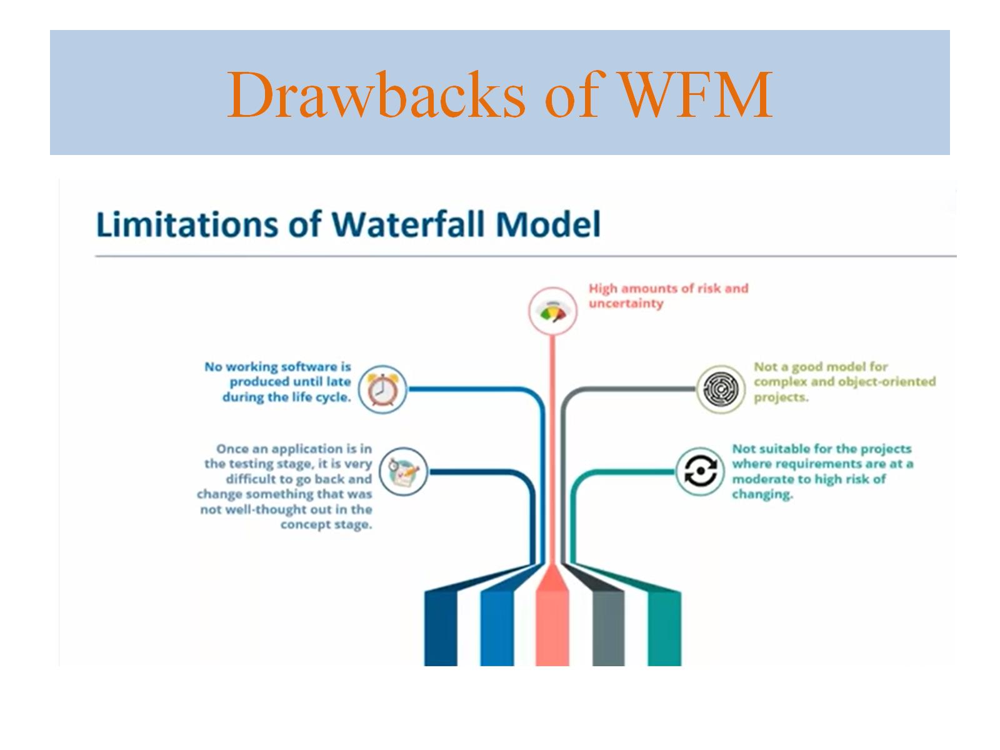 Drawbacks of WFM
Limitations of Waterfall Model
High amounts of risk and
uncertainty
No working software is
produced until late
during the life cycle.
Not a good model for
complex and object-oriented
projects.
Once an application is in
the testing stage, it is very
difficult to go back and
change something that was
not well-thought out in the
concept stage.
Not suitable for the projects
where requirements are at a
moderate to high risk of
changing.